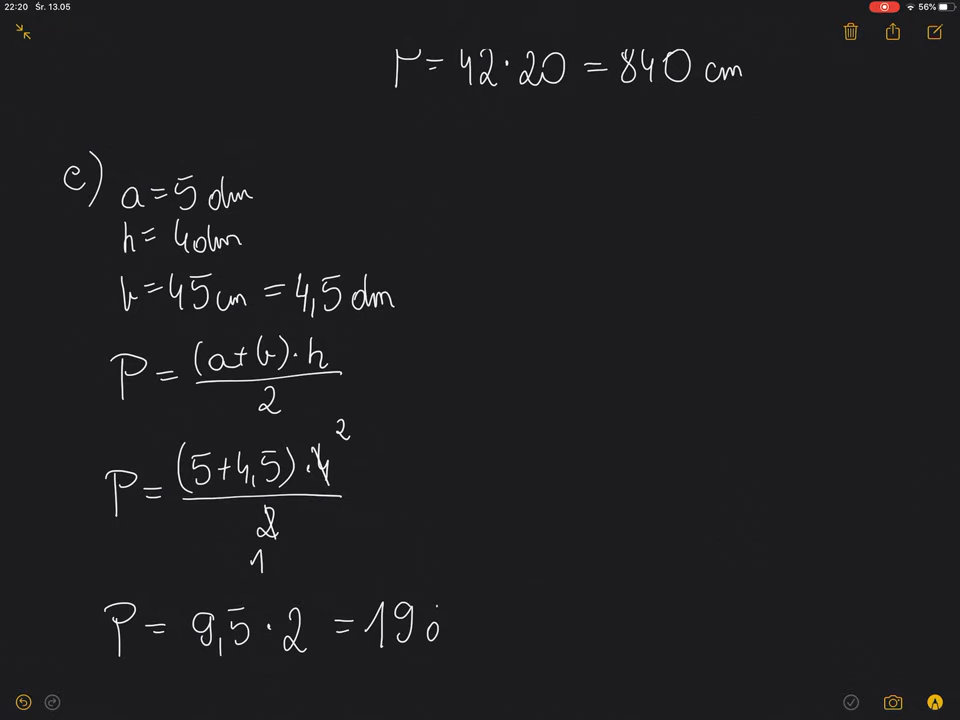 22:20 Śr. 13.05 56%
P = 42 · 20 = 840 cm
c) a = 5 dm
h = 4 dm
b = 45 cm = 4,5 dm
P = (a+b) · h / 2
P = (5+4,5) · 4 2 / 2 1
P = 9,5 · 2 = 19